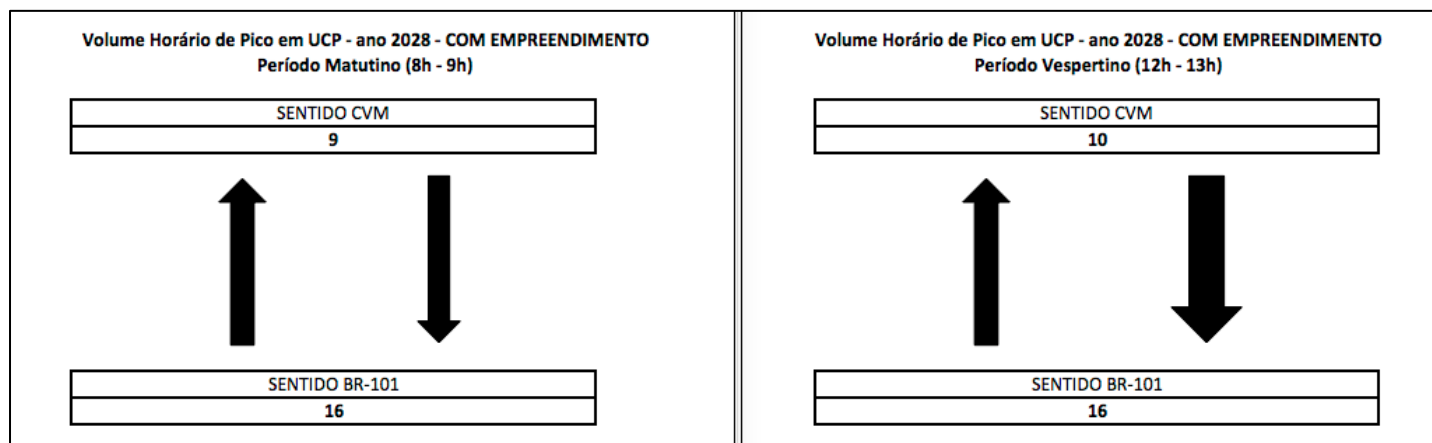 Volume Horário de Pico em UCP - ano 2028 - COM EMPREENDIMENTO
Período Matutino (8h - 9h)
SENTIDO CVM
9
SENTIDO BR-101
16
Volume Horário de Pico em UCP - ano 2028 - COM EMPREENDIMENTO
Período Vespertino (12h - 13h)
SENTIDO CVM
10
SENTIDO BR-101
16